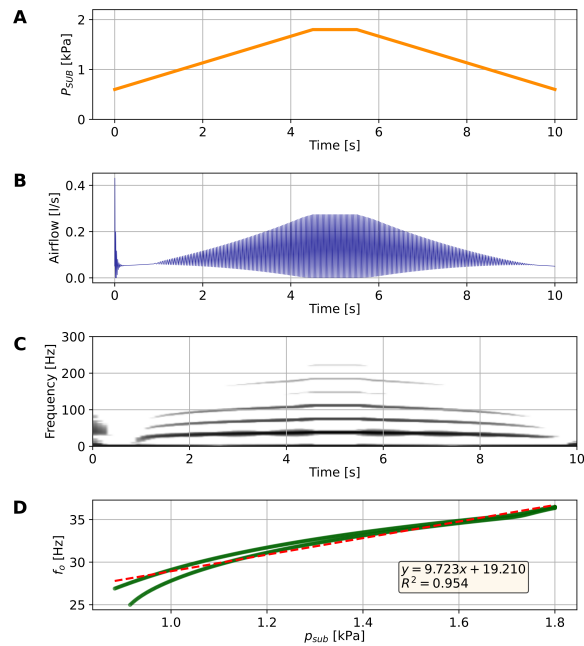 A
2
1
0
P_SUB [kPa]
0 2 4 6 8 10
Time [s]
B
0.4
0.2
0.0
Airflow [l/s]
0 2 4 6 8 10
Time [s]
C
300
200
100
0
Frequency [Hz]
0 2 4 6 8 10
Time [s]
D
35
30
25
f_o [Hz]
y = 9.723x + 19.210
R² = 0.954
1.0 1.2 1.4 1.6 1.8
p_sub [kPa]